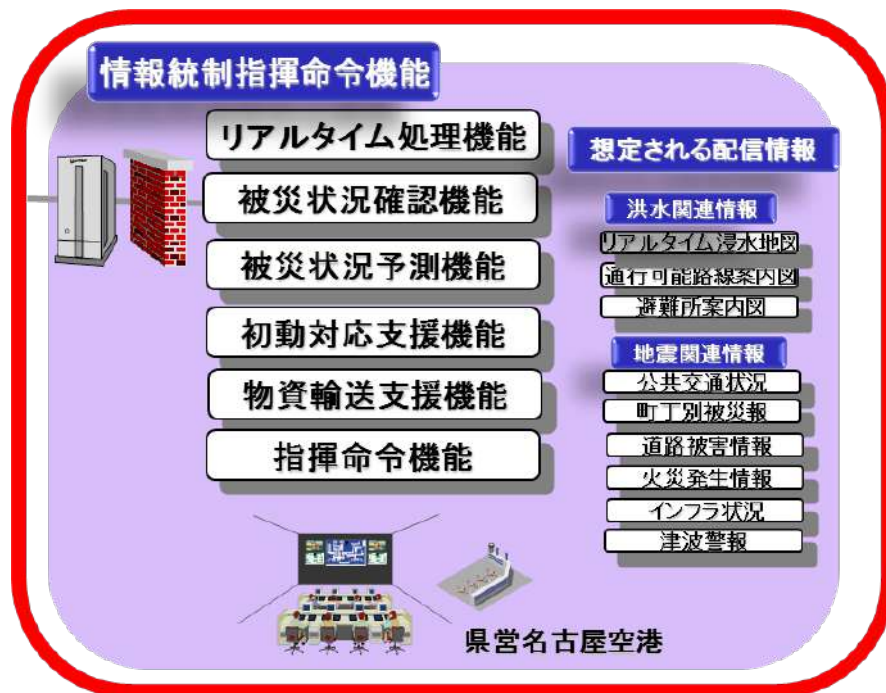 情報統制指揮命令機能
リアルタイム処理機能
被災状況確認機能
被災状況予測機能
初動対応支援機能
物資輸送支援機能
指揮命令機能
想定される配信情報
洪水関連情報
リアルタイム浸水地図
通行可能路線案内図
避難所案内図
地震関連情報
公共交通状況
町丁別被災報
道路被害情報
火災発生情報
インフラ状況
津波警報
県営名古屋空港